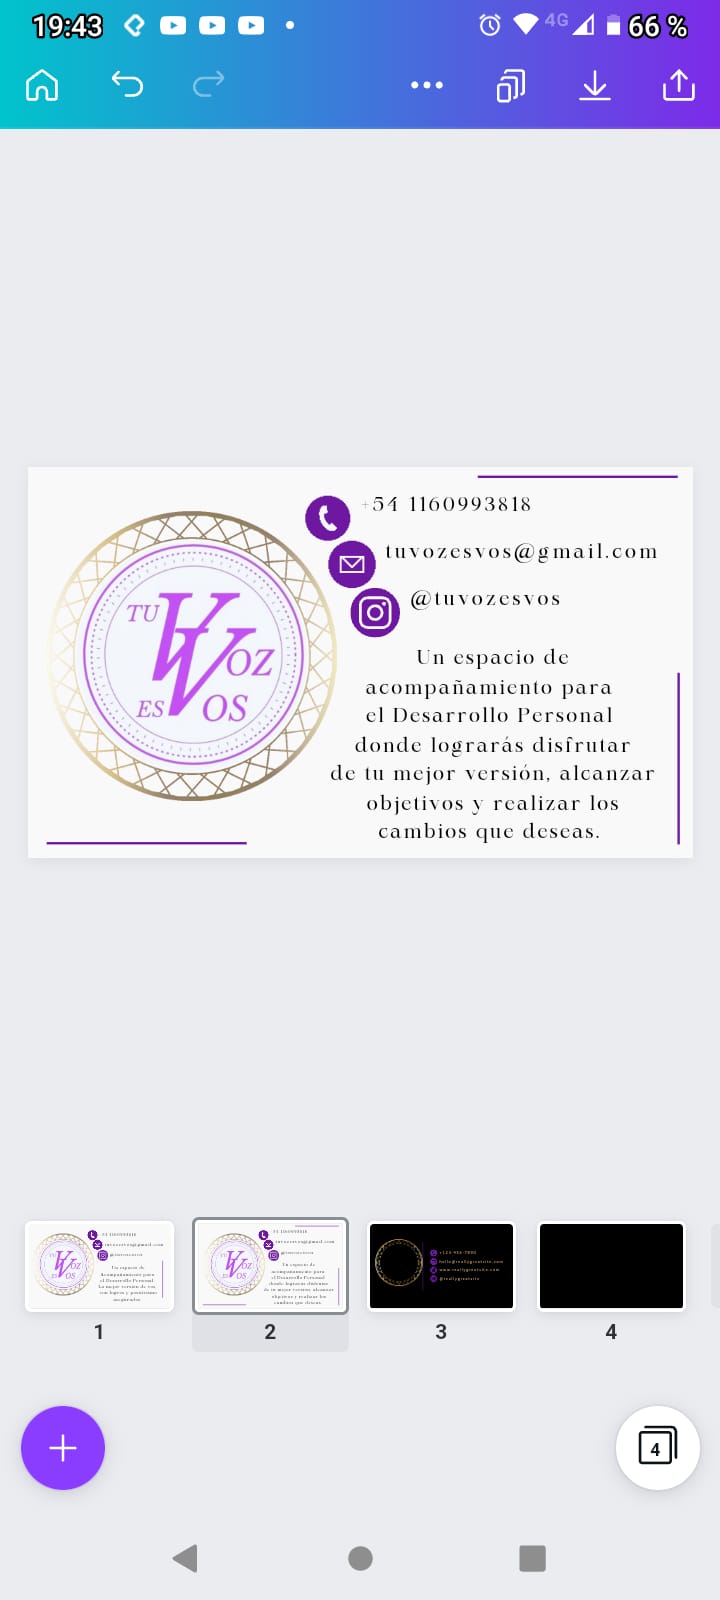 19:43
4G
66 %
+54 1160993818
tuvozesvos@gmail.com
@tuvozesvos
TU
V
VOZ
ES
OS
Un espacio de
acompañamiento para
el Desarrollo Personal
donde lograrás disfrutar
de tu mejor versión, alcanzar
objetivos y realizar los
cambios que deseas.
1
2
3
4
4